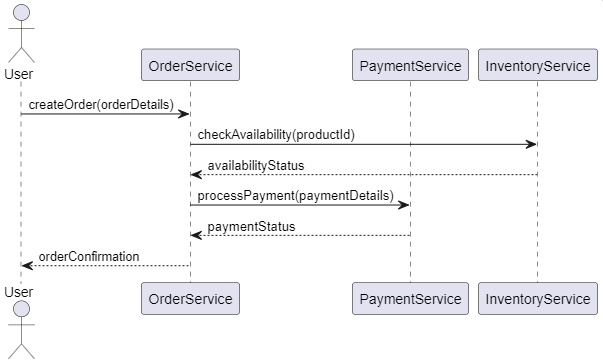 User
OrderService
PaymentService
InventoryService
createOrder(orderDetails)
checkAvailability(productId)
availabilityStatus
processPayment(paymentDetails)
paymentStatus
orderConfirmation
User
OrderService
PaymentService
InventoryService